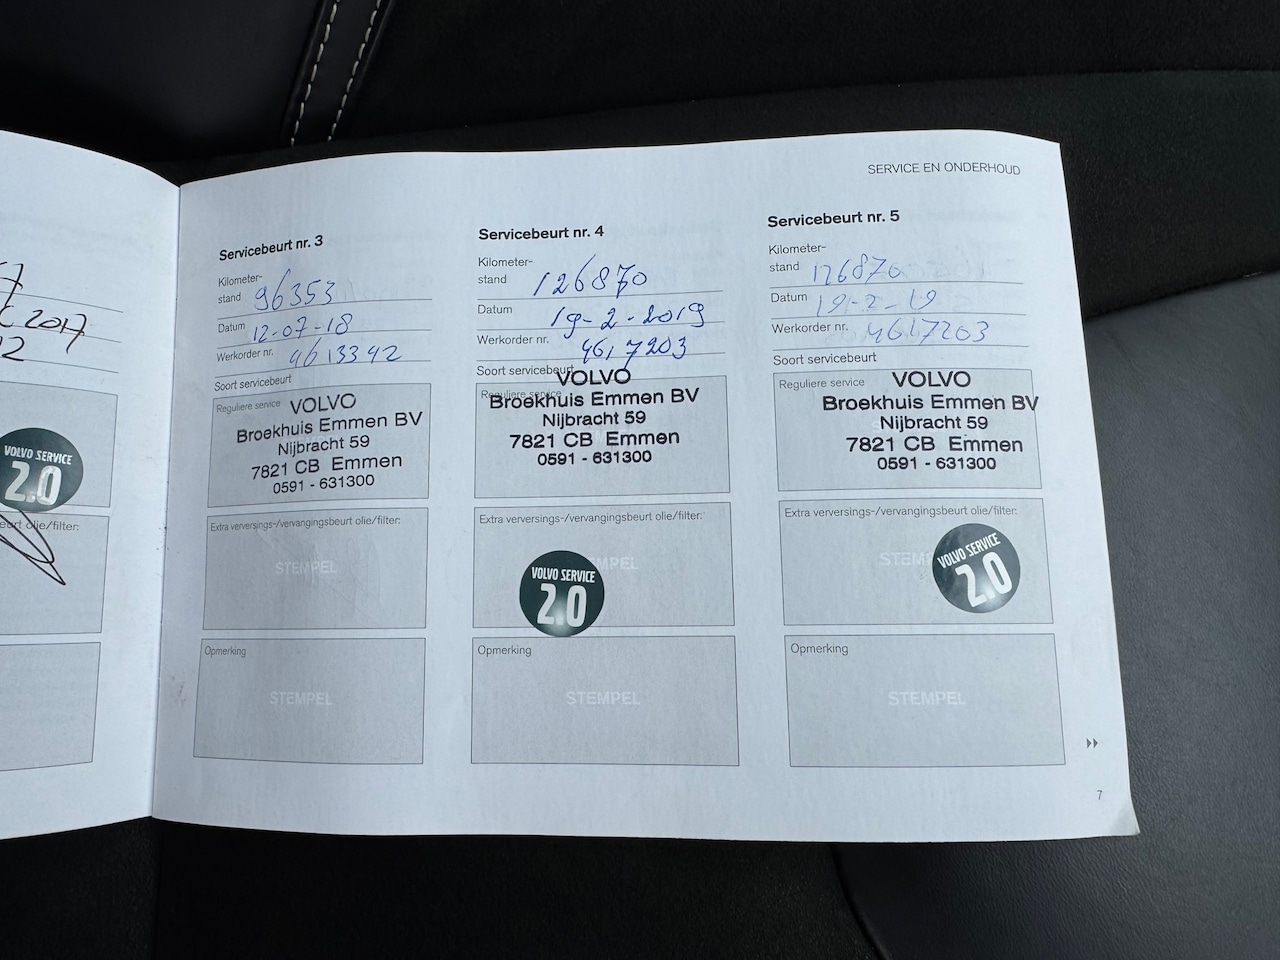 2017
VOLVO SERVICE
2.0
olie/filter:
SERVICE EN ONDERHOUD
Servicebeurt nr. 3
Kilometer-
stand 96353
Datum 12-07-18
Werkorder nr. 4613342
Soort servicebeurt
Reguliere service
VOLVO
Broekhuis Emmen BV
Nijbracht 59
7821 CB Emmen
0591 - 631300
Extra verversings-/vervangingsbeurt olie/filter:
STEMPEL
Opmerking
STEMPEL
Servicebeurt nr. 4
Kilometer-
stand 126870
Datum 19-2-2019
Werkorder nr. 4617203
Soort servicebeurt
Reguliere service
VOLVO
Broekhuis Emmen BV
Nijbracht 59
7821 CB Emmen
0591 - 631300
Extra verversings-/vervangingsbeurt olie/filter:
VOLVO SERVICE
2.0
Opmerking
STEMPEL
Servicebeurt nr. 5
Kilometer-
stand 126870
Datum 19-2-19
Werkorder nr. 4617203
Soort servicebeurt
Reguliere service
VOLVO
Broekhuis Emmen BV
Nijbracht 59
7821 CB Emmen
0591 - 631300
Extra verversings-/vervangingsbeurt olie/filter:
VOLVO SERVICE
2.0
Opmerking
STEMPEL
7